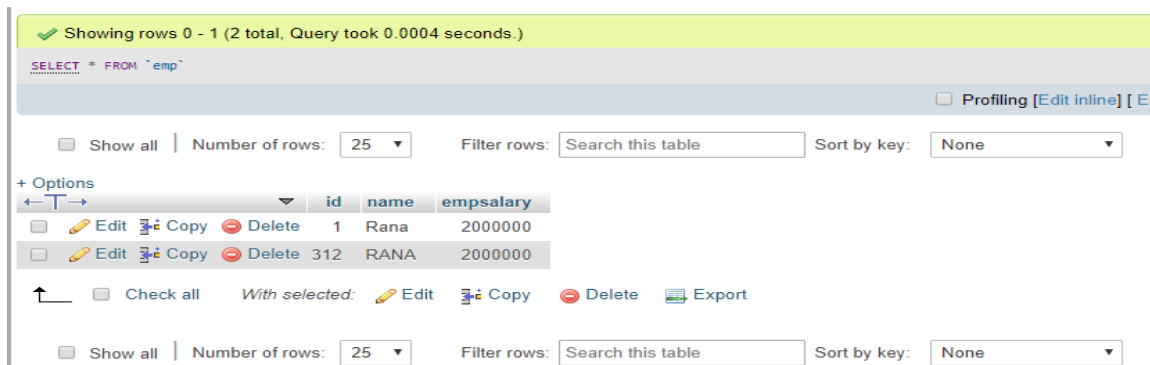 Showing rows 0 - 1 (2 total, Query took 0.0004 seconds.)
SELECT * FROM `emp`
Profiling [Edit inline] [ E
Show all | Number of rows: 25 Filter rows: Search this table Sort by key: None
+ Options
←T→ id name empsalary
Edit Copy Delete 1 Rana 2000000
Edit Copy Delete 312 RANA 2000000
Check all With selected: Edit Copy Delete Export
Show all | Number of rows: 25 Filter rows: Search this table Sort by key: None